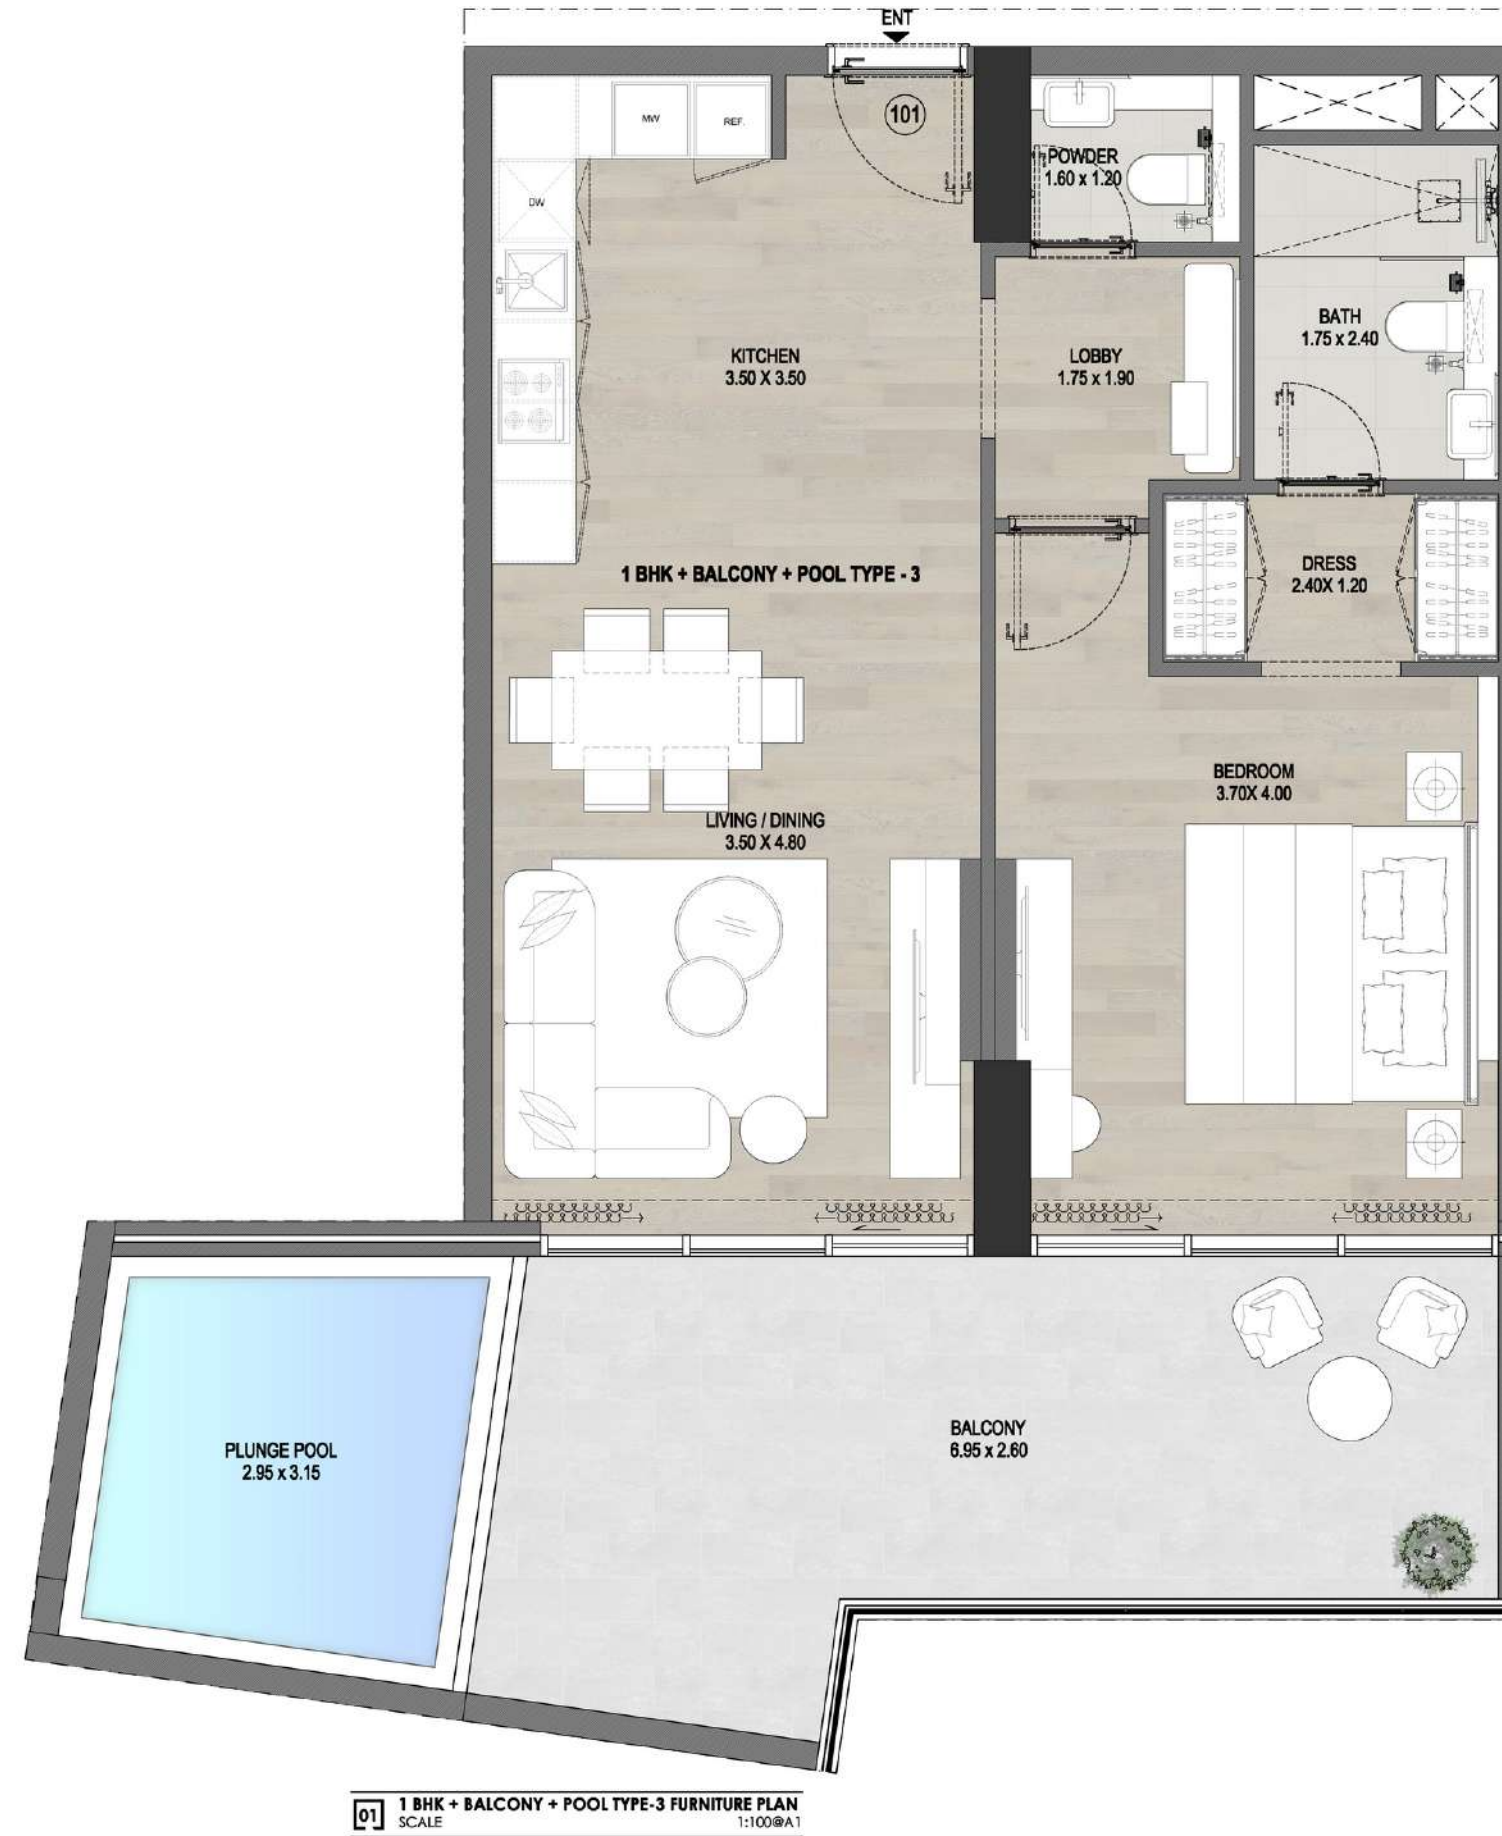 ENT
101
MW
REF.
POWDER
1.60 x 1.20
DW
BATH
1.75 x 2.40
KITCHEN
3.50 X 3.50
LOBBY
1.75 x 1.90
1 BHK + BALCONY + POOL TYPE - 3
DRESS
2.40X 1.20
BEDROOM
3.70X 4.00
LIVING / DINING
3.50 X 4.80
BALCONY
6.95 x 2.60
PLUNGE POOL
2.95 x 3.15
01
1 BHK + BALCONY + POOL TYPE-3 FURNITURE PLAN
SCALE 1:100@A1